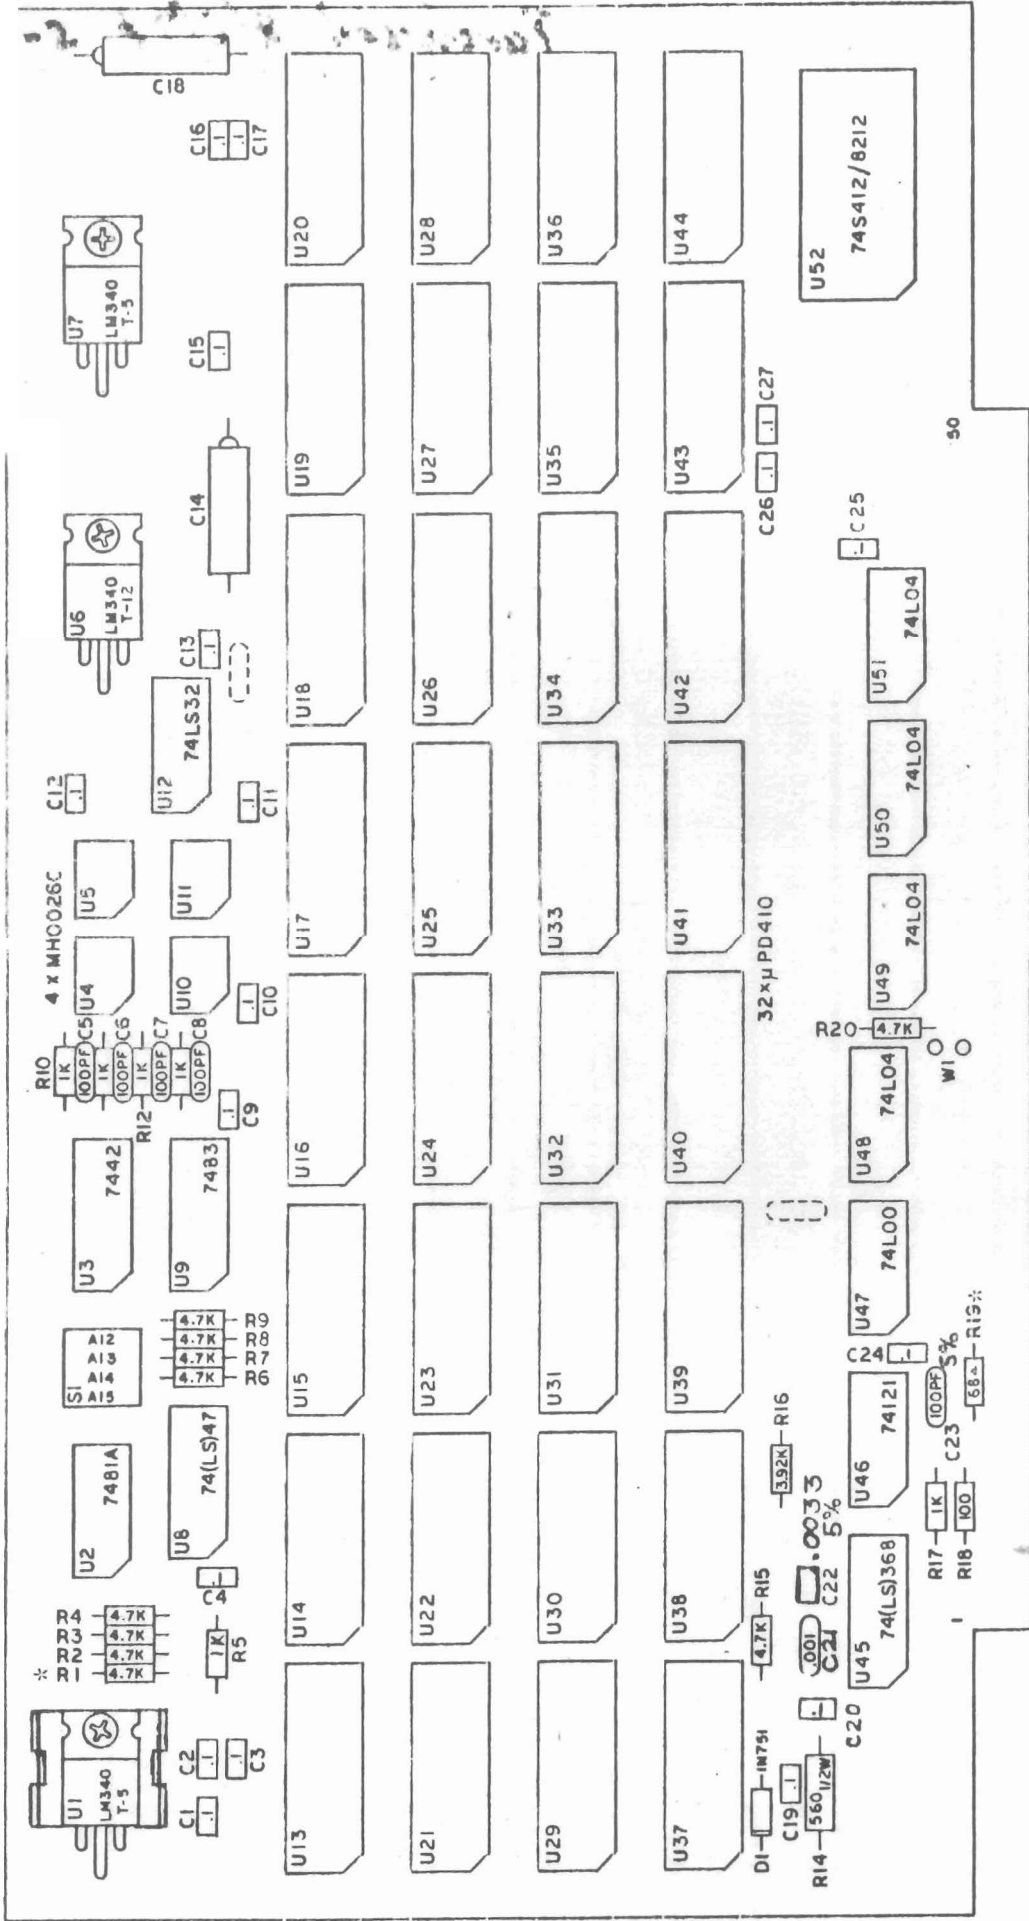 C18
C16
.1
.1
C17
U7
LM340
T-5
C15
.1
C14
U6
LM340
T-12
C13
.1
U12
74LS32
C12
.1
.1
C11
4 x MH0026C
U5
U11
U4
U10
.1
C10
R10
1K
100PF
C5
1K
100PF
C6
R12
1K
100PF
C7
1K
100PF
C8
.1
C9
U3
7442
U9
7483
S1
A12
A13
A14
A15
4.7K R9
4.7K R8
4.7K R7
4.7K R6
U2
7481A
U8
74(LS)47
C4
R4 4.7K
R3 4.7K
R2 4.7K
* R1 4.7K
1K
R5
U1
LM340
T-5
C2
.1
.1
C3
C1
.1
U20
U19
U18
U17
U16
U15
U14
U13
U28
U27
U26
U25
U24
U23
U22
U21
U36
U35
U34
U33
U32
U31
U30
U29
U44
U43
U42
U41
U40
U39
U38
U37
U52
74S412/8212
.1 C27
C26 .1
50
32xµPD410
C25
U51
74L04
U50
74L04
U49
74L04
R20 4.7K
W1
U48
74L04
U47
74L00
C24 .1
U46
74121
100PF
5%
C23
68 R19*
3.92K R16
R17 1K
R18 100
.0033
5%
C22
4.7K R15
.001
C21
U45
74(LS)368
1
.1
C20
D1 1N751
C19 .1
R14 560 1/2W